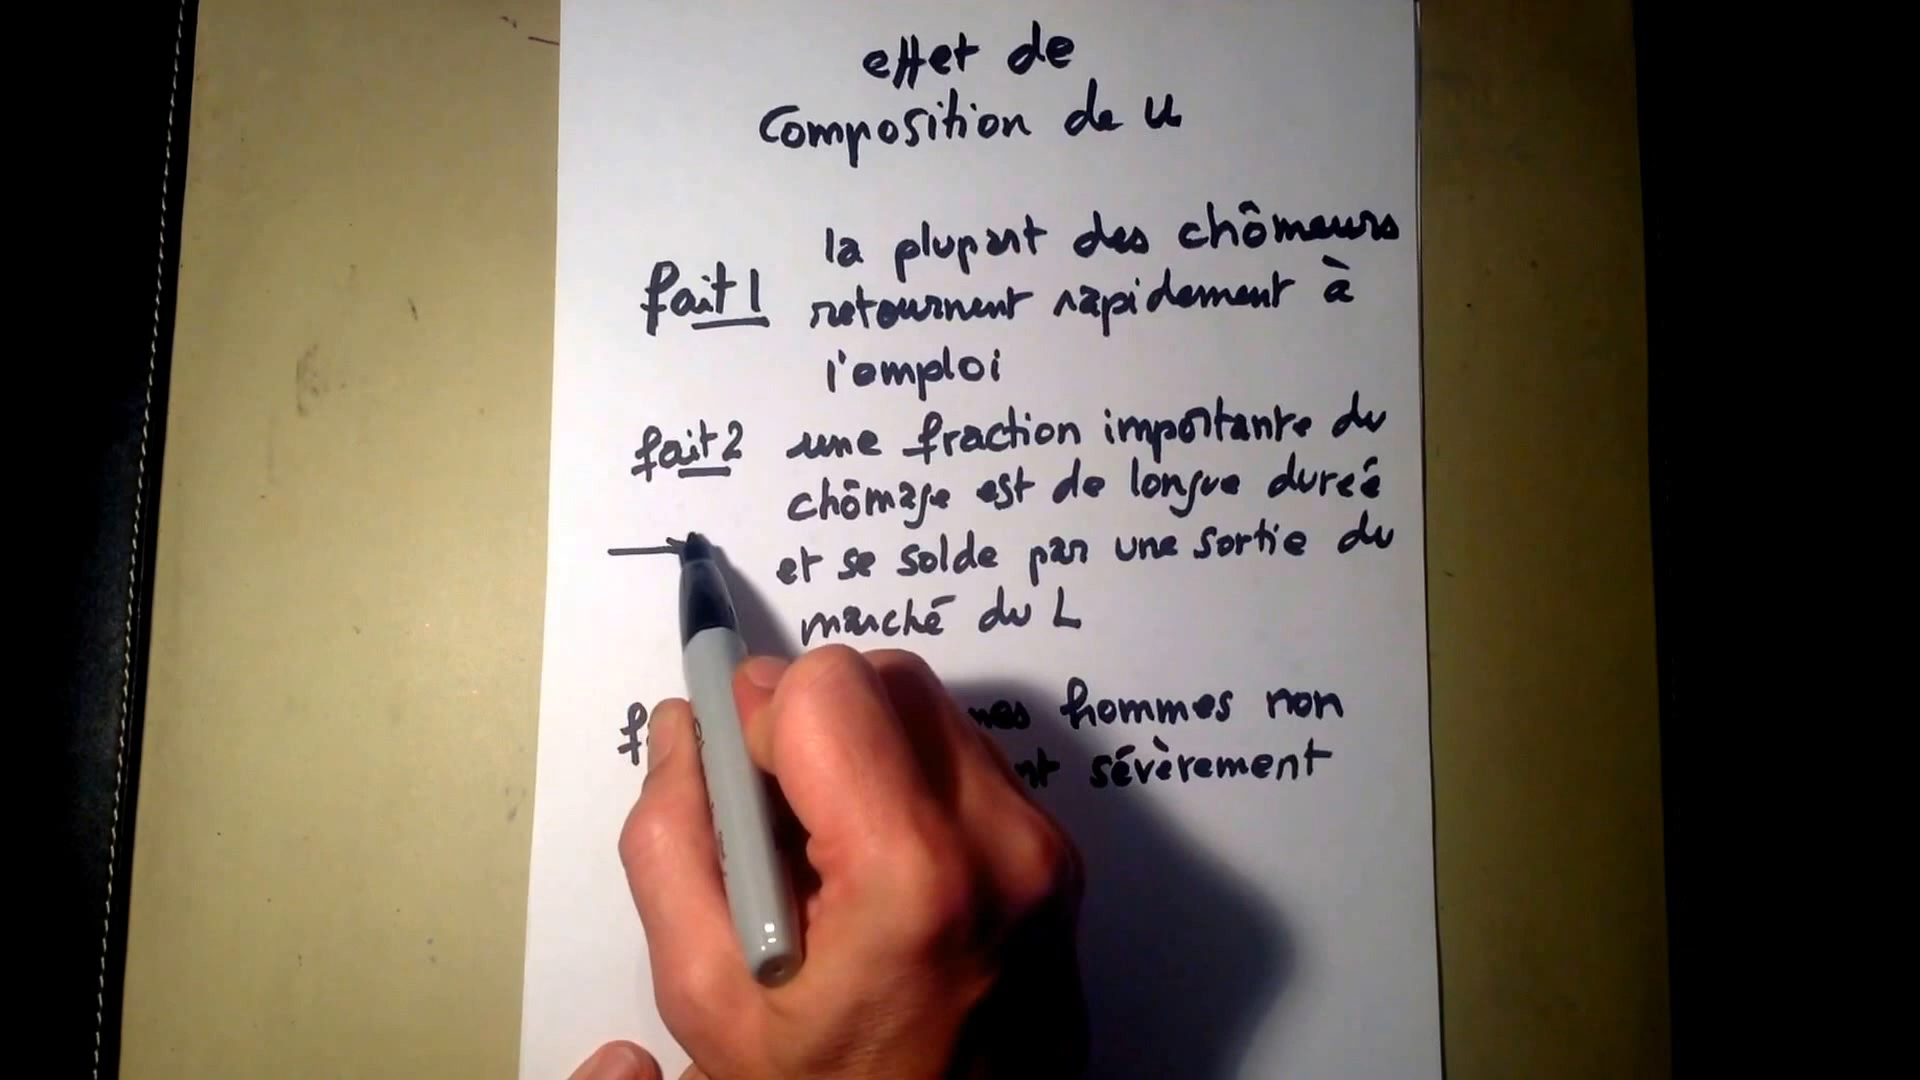 effet de
Composition de u
la plupart des chômeurs
fait 1 retournent rapidement à
l'emploi
fait 2 une fraction importante du
chômage est de longue durée
et se solde par une sortie du
marché du L
hommes non
sévèrement